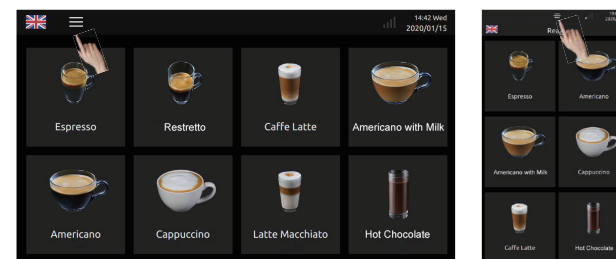 14:42 Wed
2020/01/15
Espresso
Restretto
Caffe Latte
Americano with Milk
Americano
Cappuccino
Latte Macchiato
Hot Chocolate
Espresso
Americano
Americano with Milk
Cappuccino
Caffe Latte
Hot Chocolate